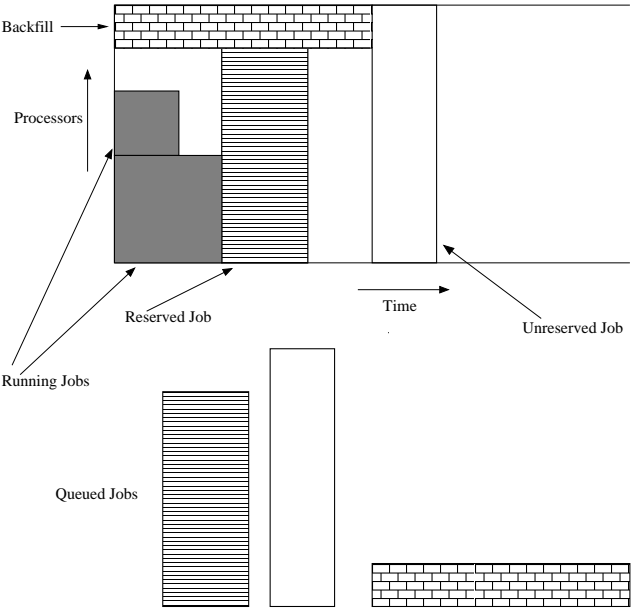 Backfill
Processors
Time
Reserved Job
Unreserved Job
Running Jobs
Queued Jobs